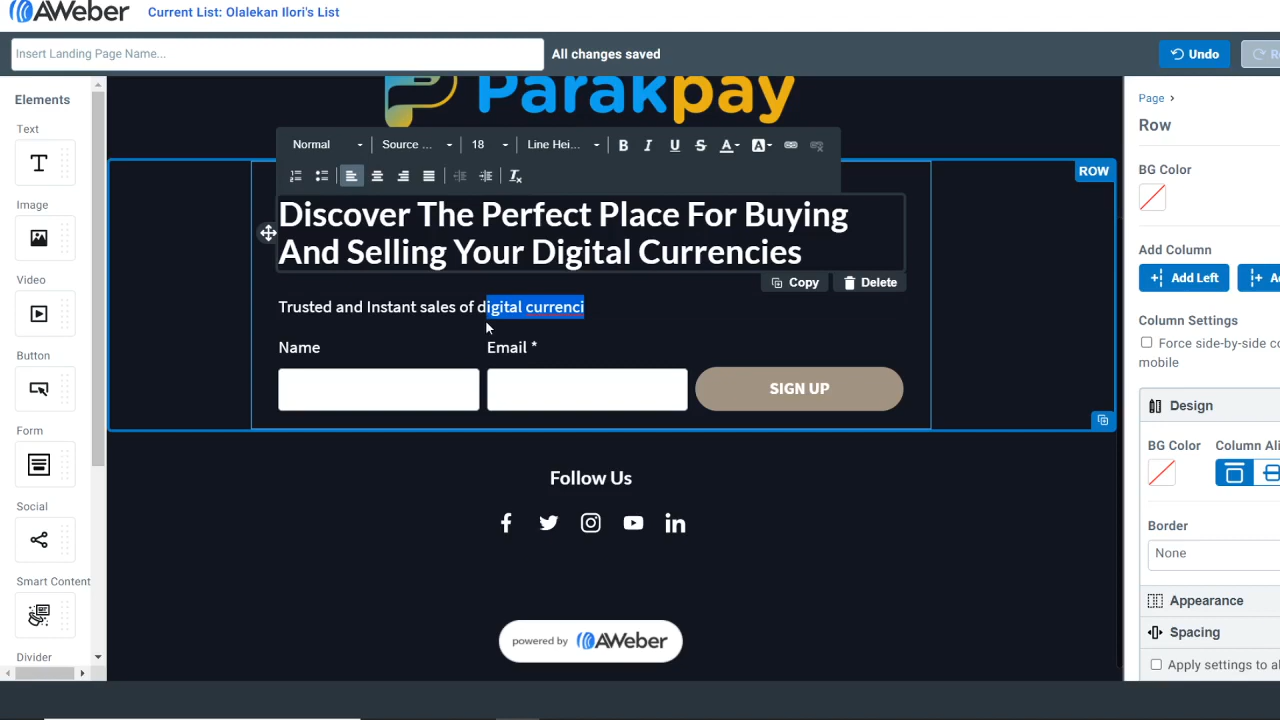 AWeber
Current List: Olalekan Ilori's List
Insert Landing Page Name...
All changes saved
Undo
Elements
Text
Image
Video
Button
Form
Social
Smart Content
Divider
Parakpay
Normal
Source ...
18
Line Hei...
B
I
U
S
A
A
ROW
Discover The Perfect Place For Buying
And Selling Your Digital Currencies
Copy
Delete
Trusted and Instant sales of digital currenci
Name
Email *
SIGN UP
Follow Us
powered by AWeber
Page
Row
BG Color
Add Column
Add Left
Column Settings
Force side-by-side
mobile
Design
BG Color
Border
None
Appearance
Spacing
Apply settings to